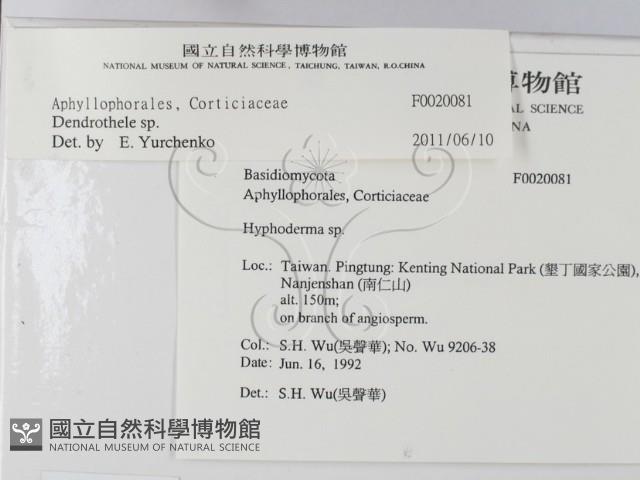 國立自然科學博物館
NATIONAL MUSEUM OF NATURAL SCIENCE, TAICHUNG, TAIWAN, R.O.CHINA
Aphyllophorales, Corticiaceae F0020081
Dendrothele sp.
Det. by E. Yurchenko 2011/06/10
博物館
SCIENCE
Basidiomycota F0020081
Aphyllophorales, Corticiaceae
Hyphoderma sp.
Loc.: Taiwan. Pingtung: Kenting National Park (墾丁國家公園),
Nanjenshan (南仁山)
alt. 150m;
on branch of angiosperm.
Col.: S.H. Wu(吳聲華); No. Wu 9206-38
Date: Jun. 16, 1992
Det.: S.H. Wu(吳聲華)
國立自然科學博物館
NATIONAL MUSEUM OF NATURAL SCIENCE